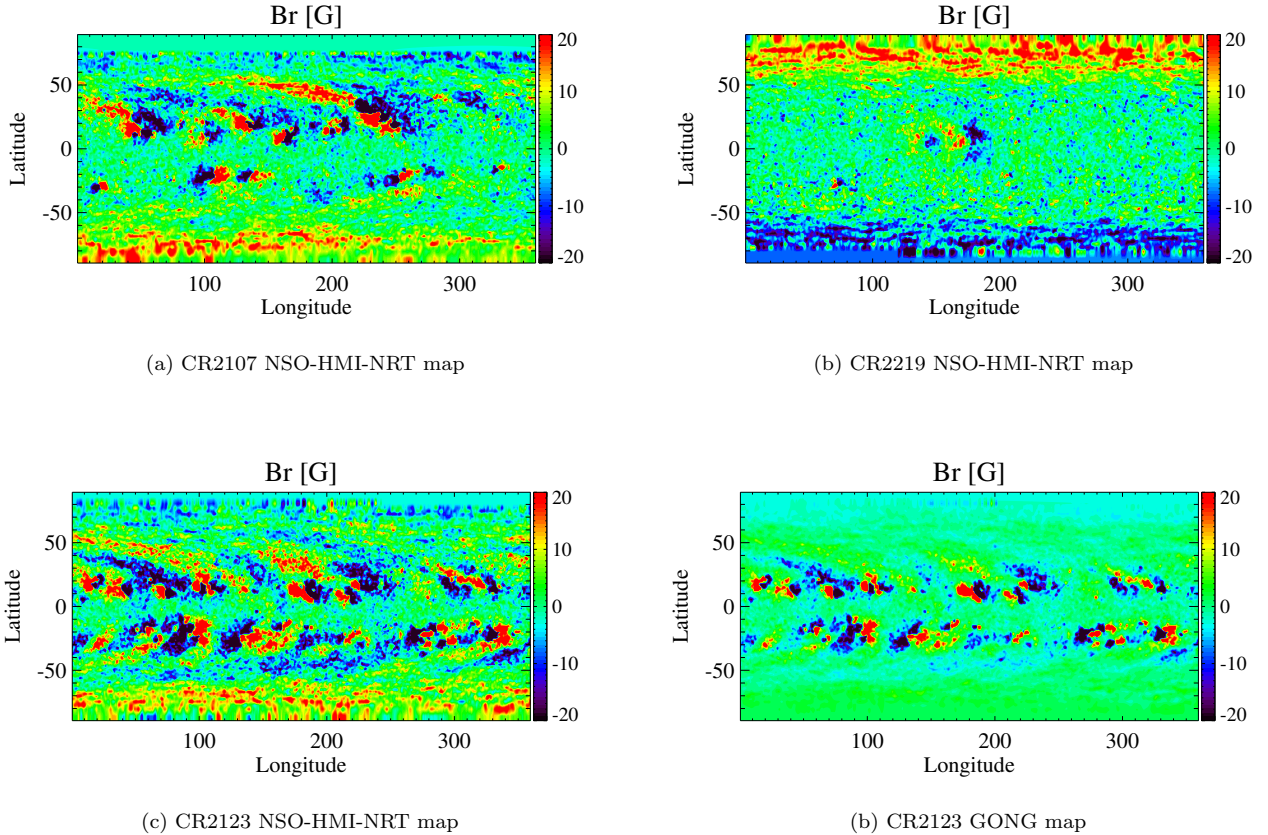 Br [G]
Latitude
50
0
-50
20
10
0
-10
-20
100
200
300
Longitude
(a) CR2107 NSO-HMI-NRT map
Br [G]
Latitude
50
0
-50
20
10
0
-10
-20
100
200
300
Longitude
(b) CR2219 NSO-HMI-NRT map
Br [G]
Latitude
50
0
-50
20
10
0
-10
-20
100
200
300
Longitude
(c) CR2123 NSO-HMI-NRT map
Br [G]
Latitude
50
0
-50
20
10
0
-10
-20
100
200
300
Longitude
(b) CR2123 GONG map